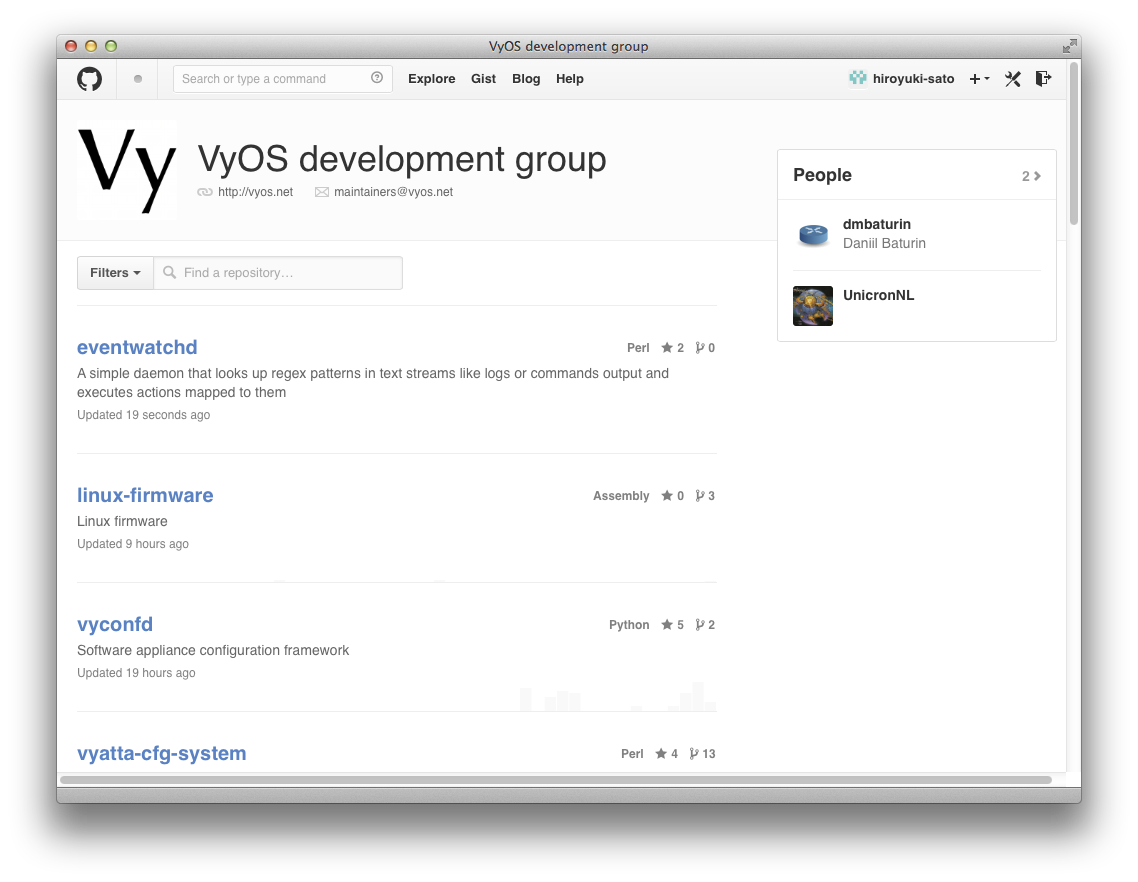 VyOS development group
Search or type a command
Explore Gist Blog Help
hiroyuki-sato
Vy
VyOS development group
http://vyos.net maintainers@vyos.net
People 2
dmbaturin
Daniil Baturin
UnicronNL
Filters Find a repository…
eventwatchd Perl 2 0
A simple daemon that looks up regex patterns in text streams like logs or commands output and
executes actions mapped to them
Updated 19 seconds ago
linux-firmware Assembly 0 3
Linux firmware
Updated 9 hours ago
vyconfd Python 5 2
Software appliance configuration framework
Updated 19 hours ago
vyatta-cfg-system Perl 4 13